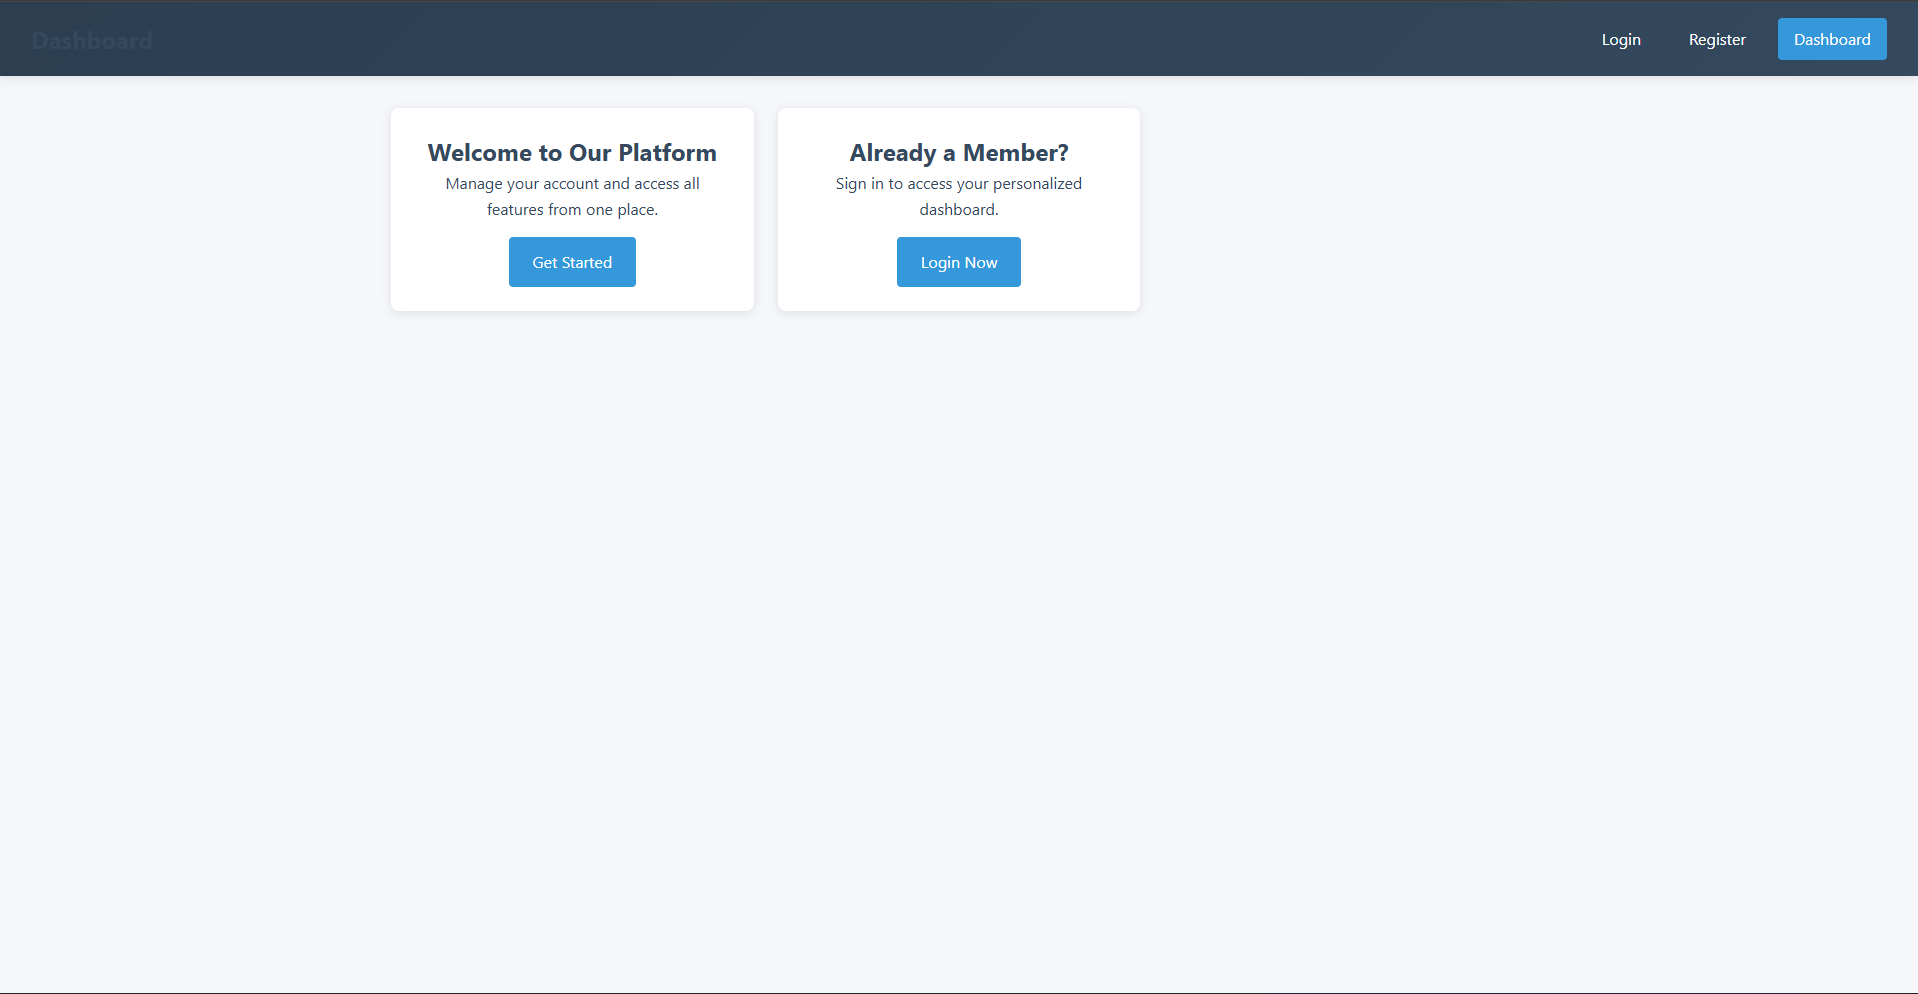 Dashboard
Login
Register
Dashboard
Welcome to Our Platform
Manage your account and access all
features from one place.
Get Started
Already a Member?
Sign in to access your personalized
dashboard.
Login Now